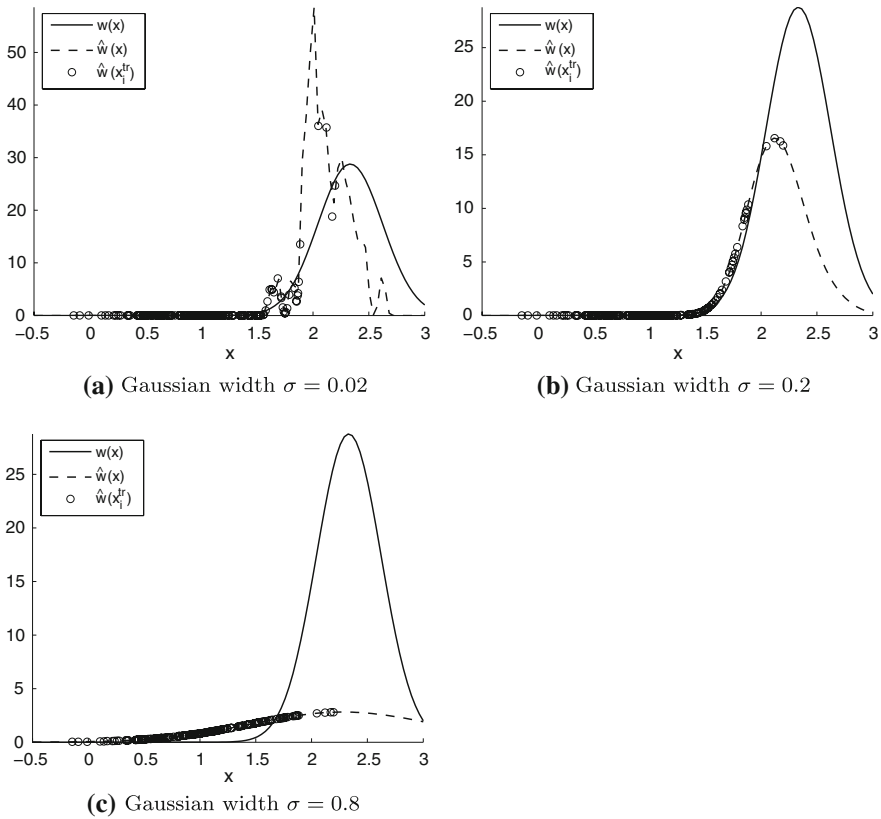 w(x)
ŵ(x)
ŵ(x_i^tr)
50
40
30
20
10
0
−0.5 0 0.5 1 1.5 2 2.5 3
x
(a) Gaussian width σ = 0.02
w(x)
ŵ(x)
ŵ(x_i^tr)
25
20
15
10
5
0
−0.5 0 0.5 1 1.5 2 2.5 3
x
(b) Gaussian width σ = 0.2
w(x)
ŵ(x)
ŵ(x_i^tr)
25
20
15
10
5
0
−0.5 0 0.5 1 1.5 2 2.5 3
x
(c) Gaussian width σ = 0.8